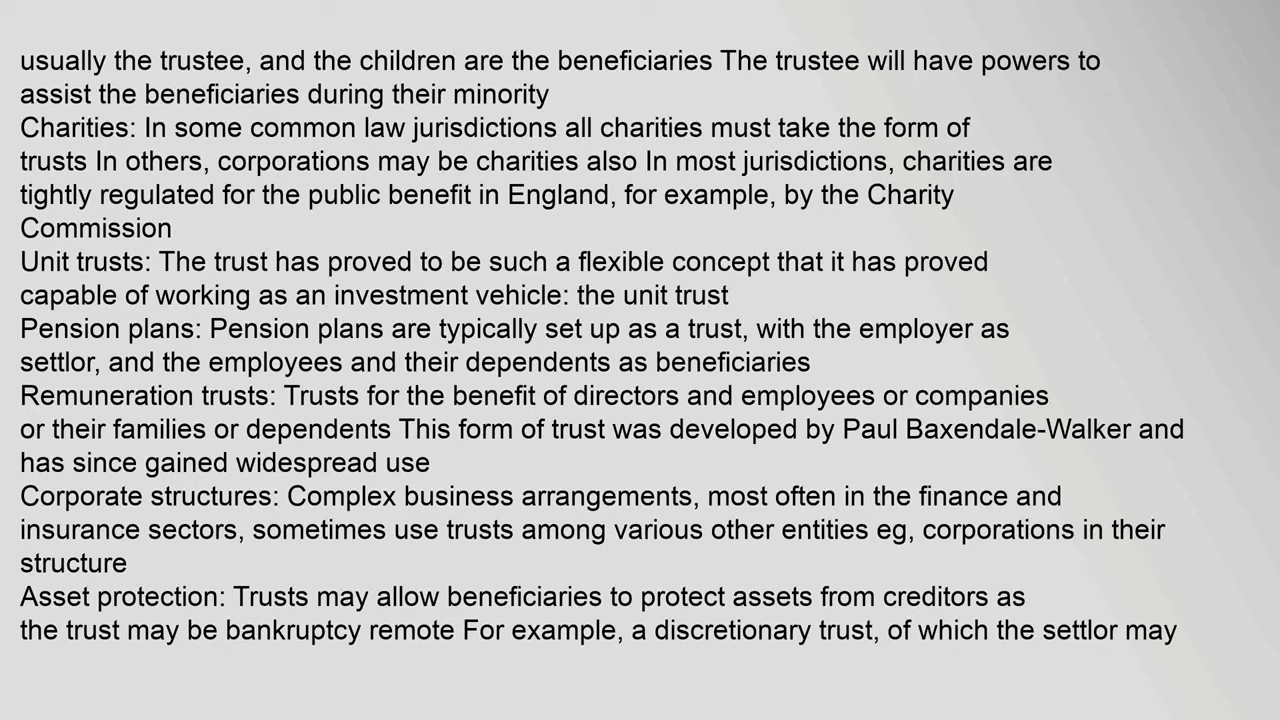 usually the trustee, and the children are the beneficiaries The trustee will have powers to
assist the beneficiaries during their minority
Charities: In some common law jurisdictions all charities must take the form of
trusts In others, corporations may be charities also In most jurisdictions, charities are
tightly regulated for the public benefit in England, for example, by the Charity
Commission
Unit trusts: The trust has proved to be such a flexible concept that it has proved
capable of working as an investment vehicle: the unit trust
Pension plans: Pension plans are typically set up as a trust, with the employer as
settlor, and the employees and their dependents as beneficiaries
Remuneration trusts: Trusts for the benefit of directors and employees or companies
or their families or dependents This form of trust was developed by Paul Baxendale-Walker and
has since gained widespread use
Corporate structures: Complex business arrangements, most often in the finance and
insurance sectors, sometimes use trusts among various other entities eg, corporations in their
structure
Asset protection: Trusts may allow beneficiaries to protect assets from creditors as
the trust may be bankruptcy remote For example, a discretionary trust, of which the settlor may